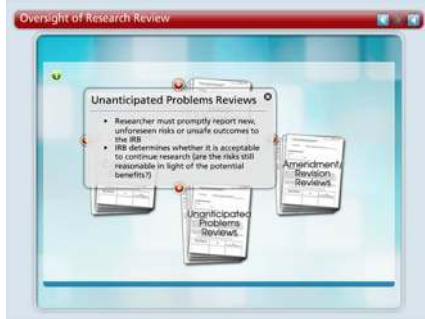 Oversight of Research Review
Unanticipated Problems Reviews
• Researcher must promptly report new,
unforeseen risks or unsafe outcomes to
the IRB
• IRB determines whether it is acceptable
to continue research (are the risks still
reasonable in light of the potential
benefits?)
Amendment/
Revision
Reviews
Unanticipated
Problems
Reviews